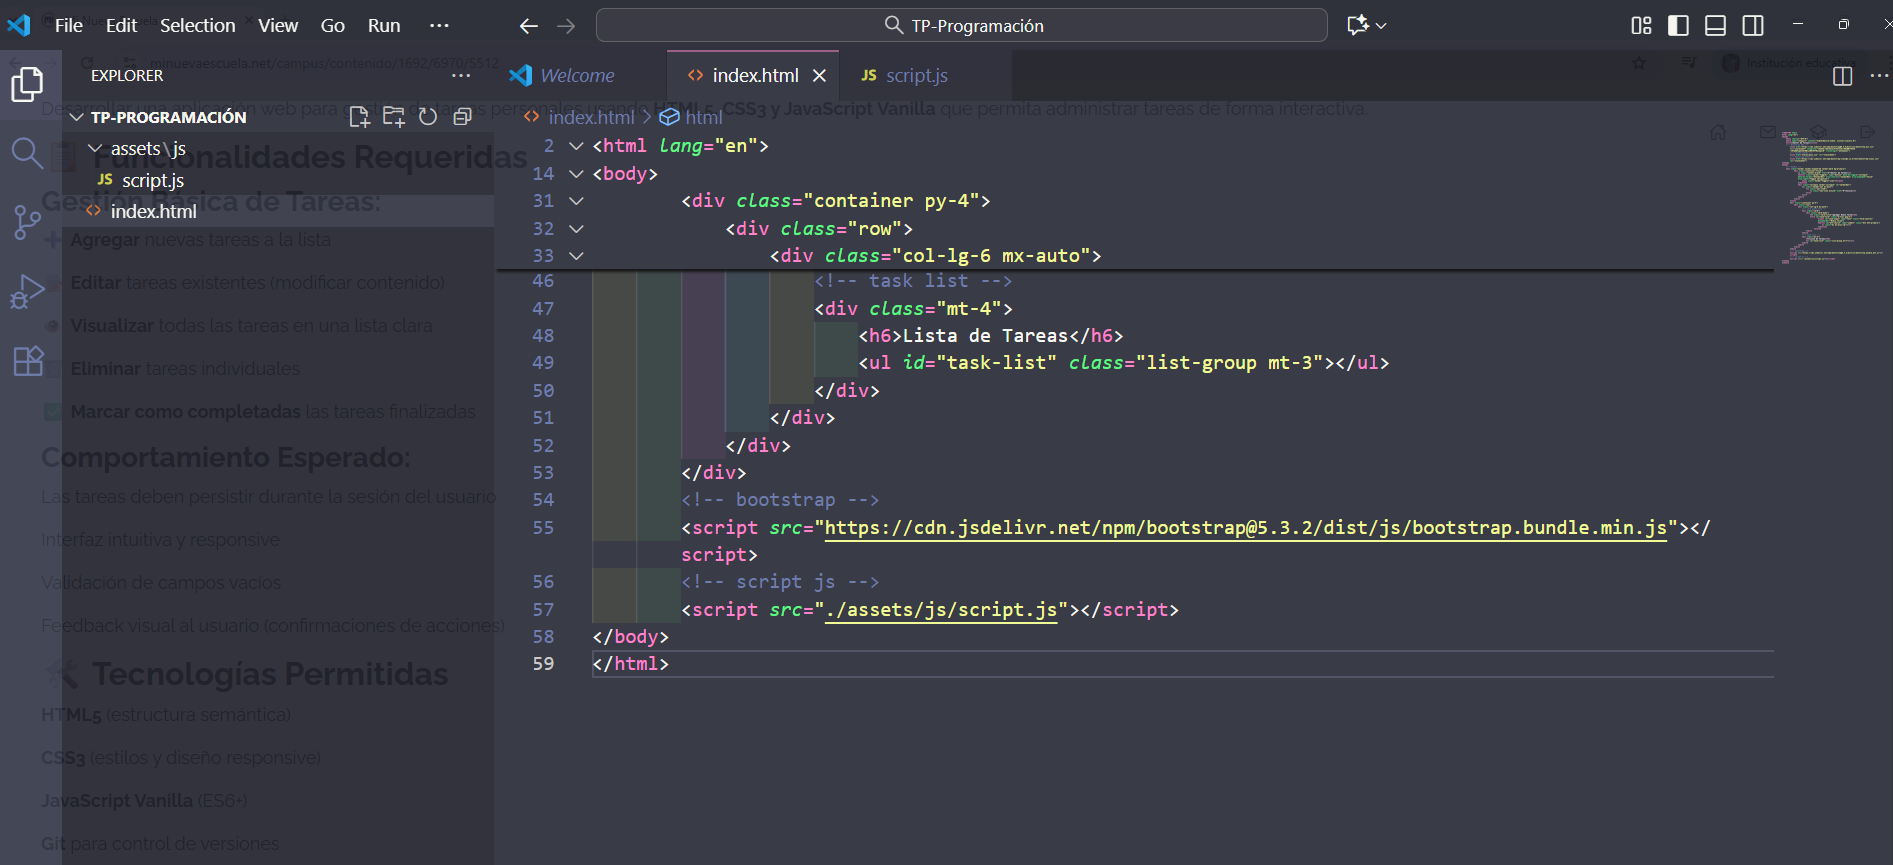 File Edit Selection View Go Run ···
TP-Programación
EXPLORER ···
TP-PROGRAMACIÓN
assets\js
JS script.js
index.html
Welcome
index.html
JS script.js
index.html > html
2 <html lang="en">
14 <body>
31 <div class="container py-4">
32 <div class="row">
33 <div class="col-lg-6 mx-auto">
46 <!-- task list -->
47 <div class="mt-4">
48 <h6>Lista de Tareas</h6>
49 <ul id="task-list" class="list-group mt-3"></ul>
50 </div>
51 </div>
52 </div>
53 </div>
54 <!-- bootstrap -->
55 <script src="https://cdn.jsdelivr.net/npm/bootstrap@5.3.2/dist/js/bootstrap.bundle.min.js"></
script>
56 <!-- script js -->
57 <script src="./assets/js/script.js"></script>
58 </body>
59 </html>
minuevaescuela.net/campus/contenido/1692/6970/5512
Institución educativa
Desarrollar una aplicación web para gestión de tareas personales usando HTML5, CSS3 y JavaScript Vanilla que permita administrar tareas de forma interactiva.
Funcionalidades Requeridas
Gestión Básica de Tareas:
Agregar nuevas tareas a la lista
Editar tareas existentes (modificar contenido)
Visualizar todas las tareas en una lista clara
Eliminar tareas individuales
Marcar como completadas las tareas finalizadas
Comportamiento Esperado:
Las tareas deben persistir durante la sesión del usuario
Interfaz intuitiva y responsive
Validación de campos vacíos
Feedback visual al usuario (confirmaciones de acciones)
Tecnologías Permitidas
HTML5 (estructura semántica)
CSS3 (estilos y diseño responsive)
JavaScript Vanilla (ES6+)
Git para control de versiones